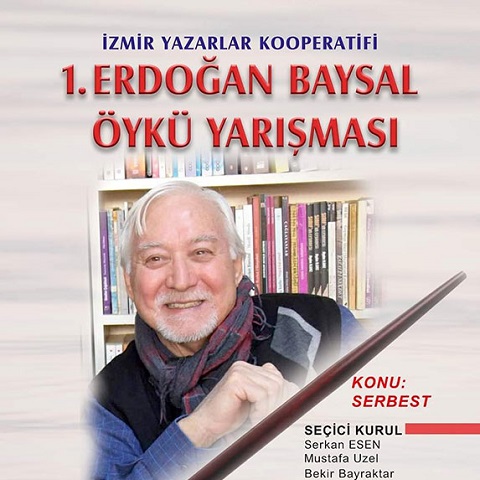 İZMİR YAZARLAR KOOPERATİFİ
1. ERDOĞAN BAYSAL
ÖYKÜ YARIŞMASI
KONU:
SERBEST
SEÇİCİ KURUL
Serkan ESEN
Mustafa Uzel
Bekir Bayraktar